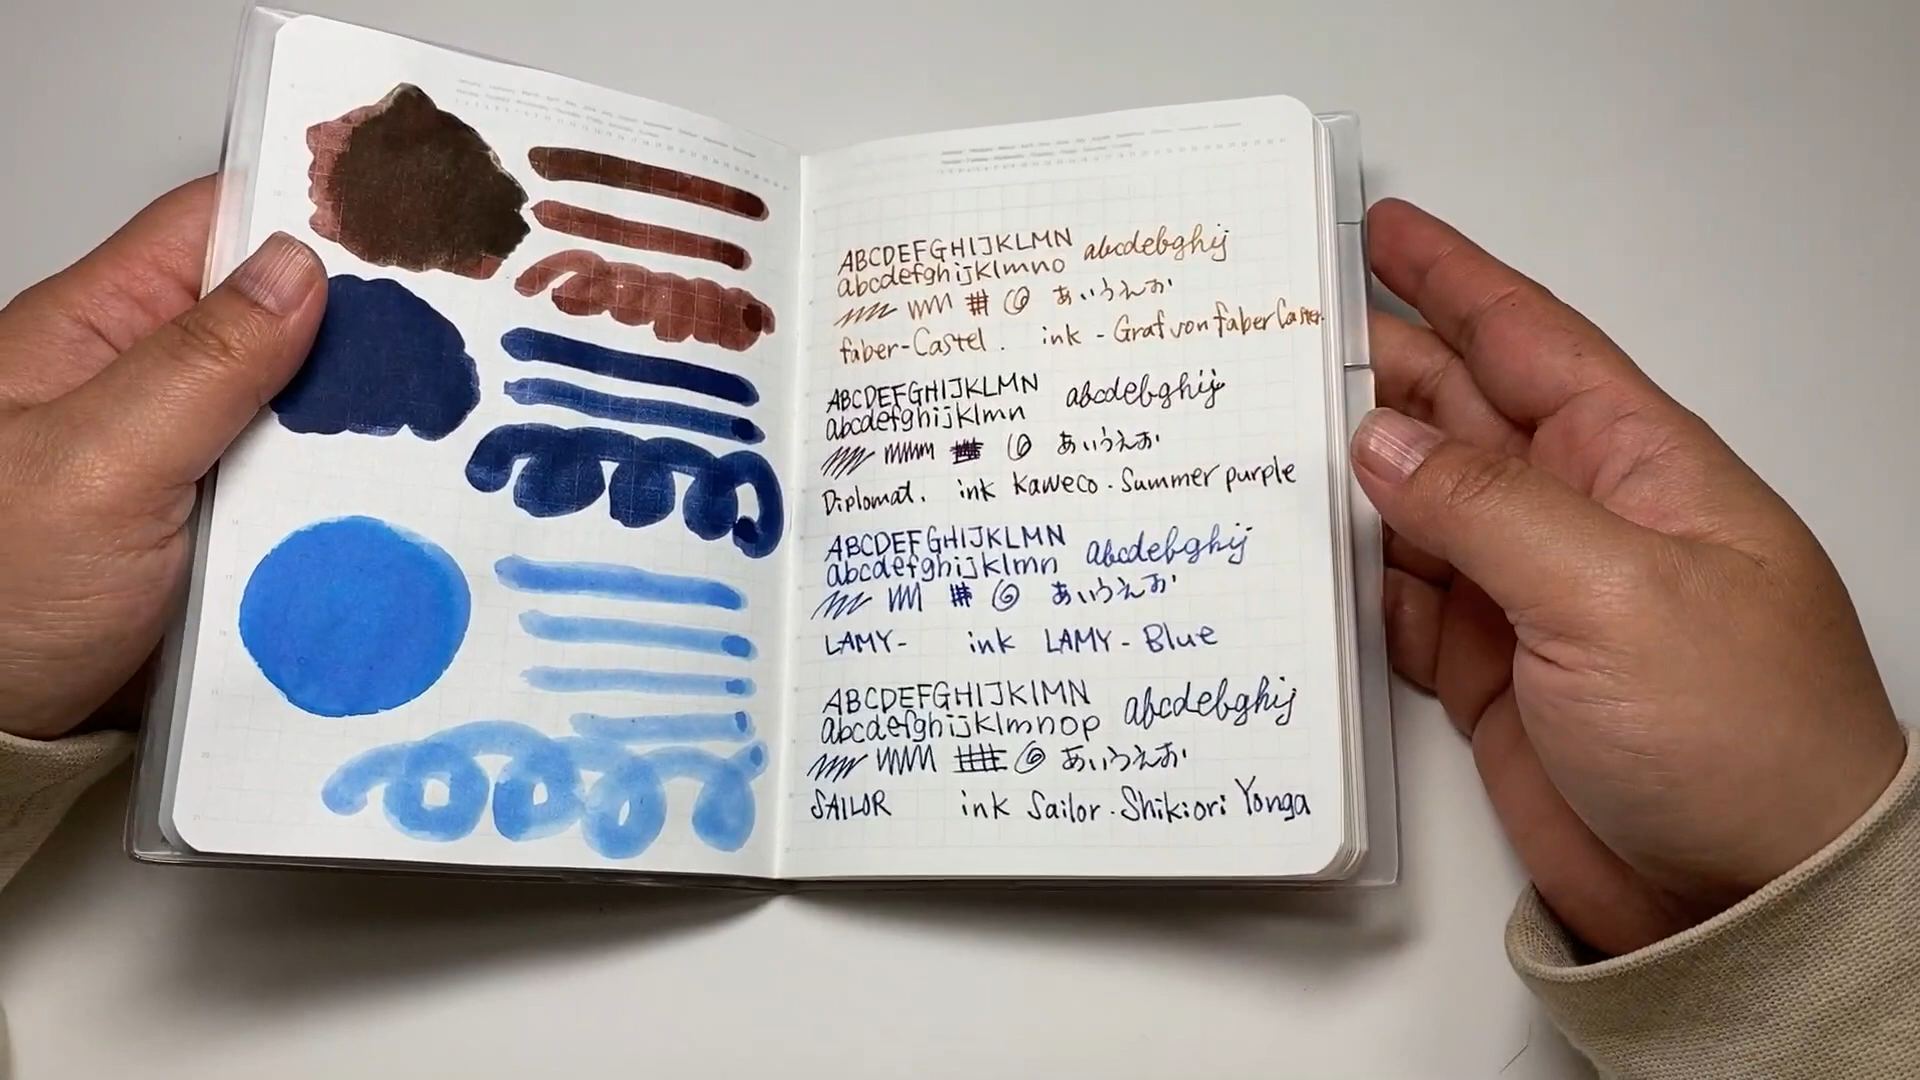 ABCDEFGHIJKLMN abcdebghij
abcdefghijklmno
あいうえお
faber-Castel. ink - Graf von faber Castel
ABCDEFGHIJKLMN abcdebghij
abcdefghijklmn
あいうえお
Diplomat. ink Kaweco. Summer purple
ABCDEFGHIJKLMN abcdebghij
abcdefghijklmn
あいうえお
LAMY- ink LAMY - Blue
ABCDEFGHIJKlMN abcdebghij
abcdefghijklmnop
あいうえお
SAILOR ink Sailor. Shikiori Yonga